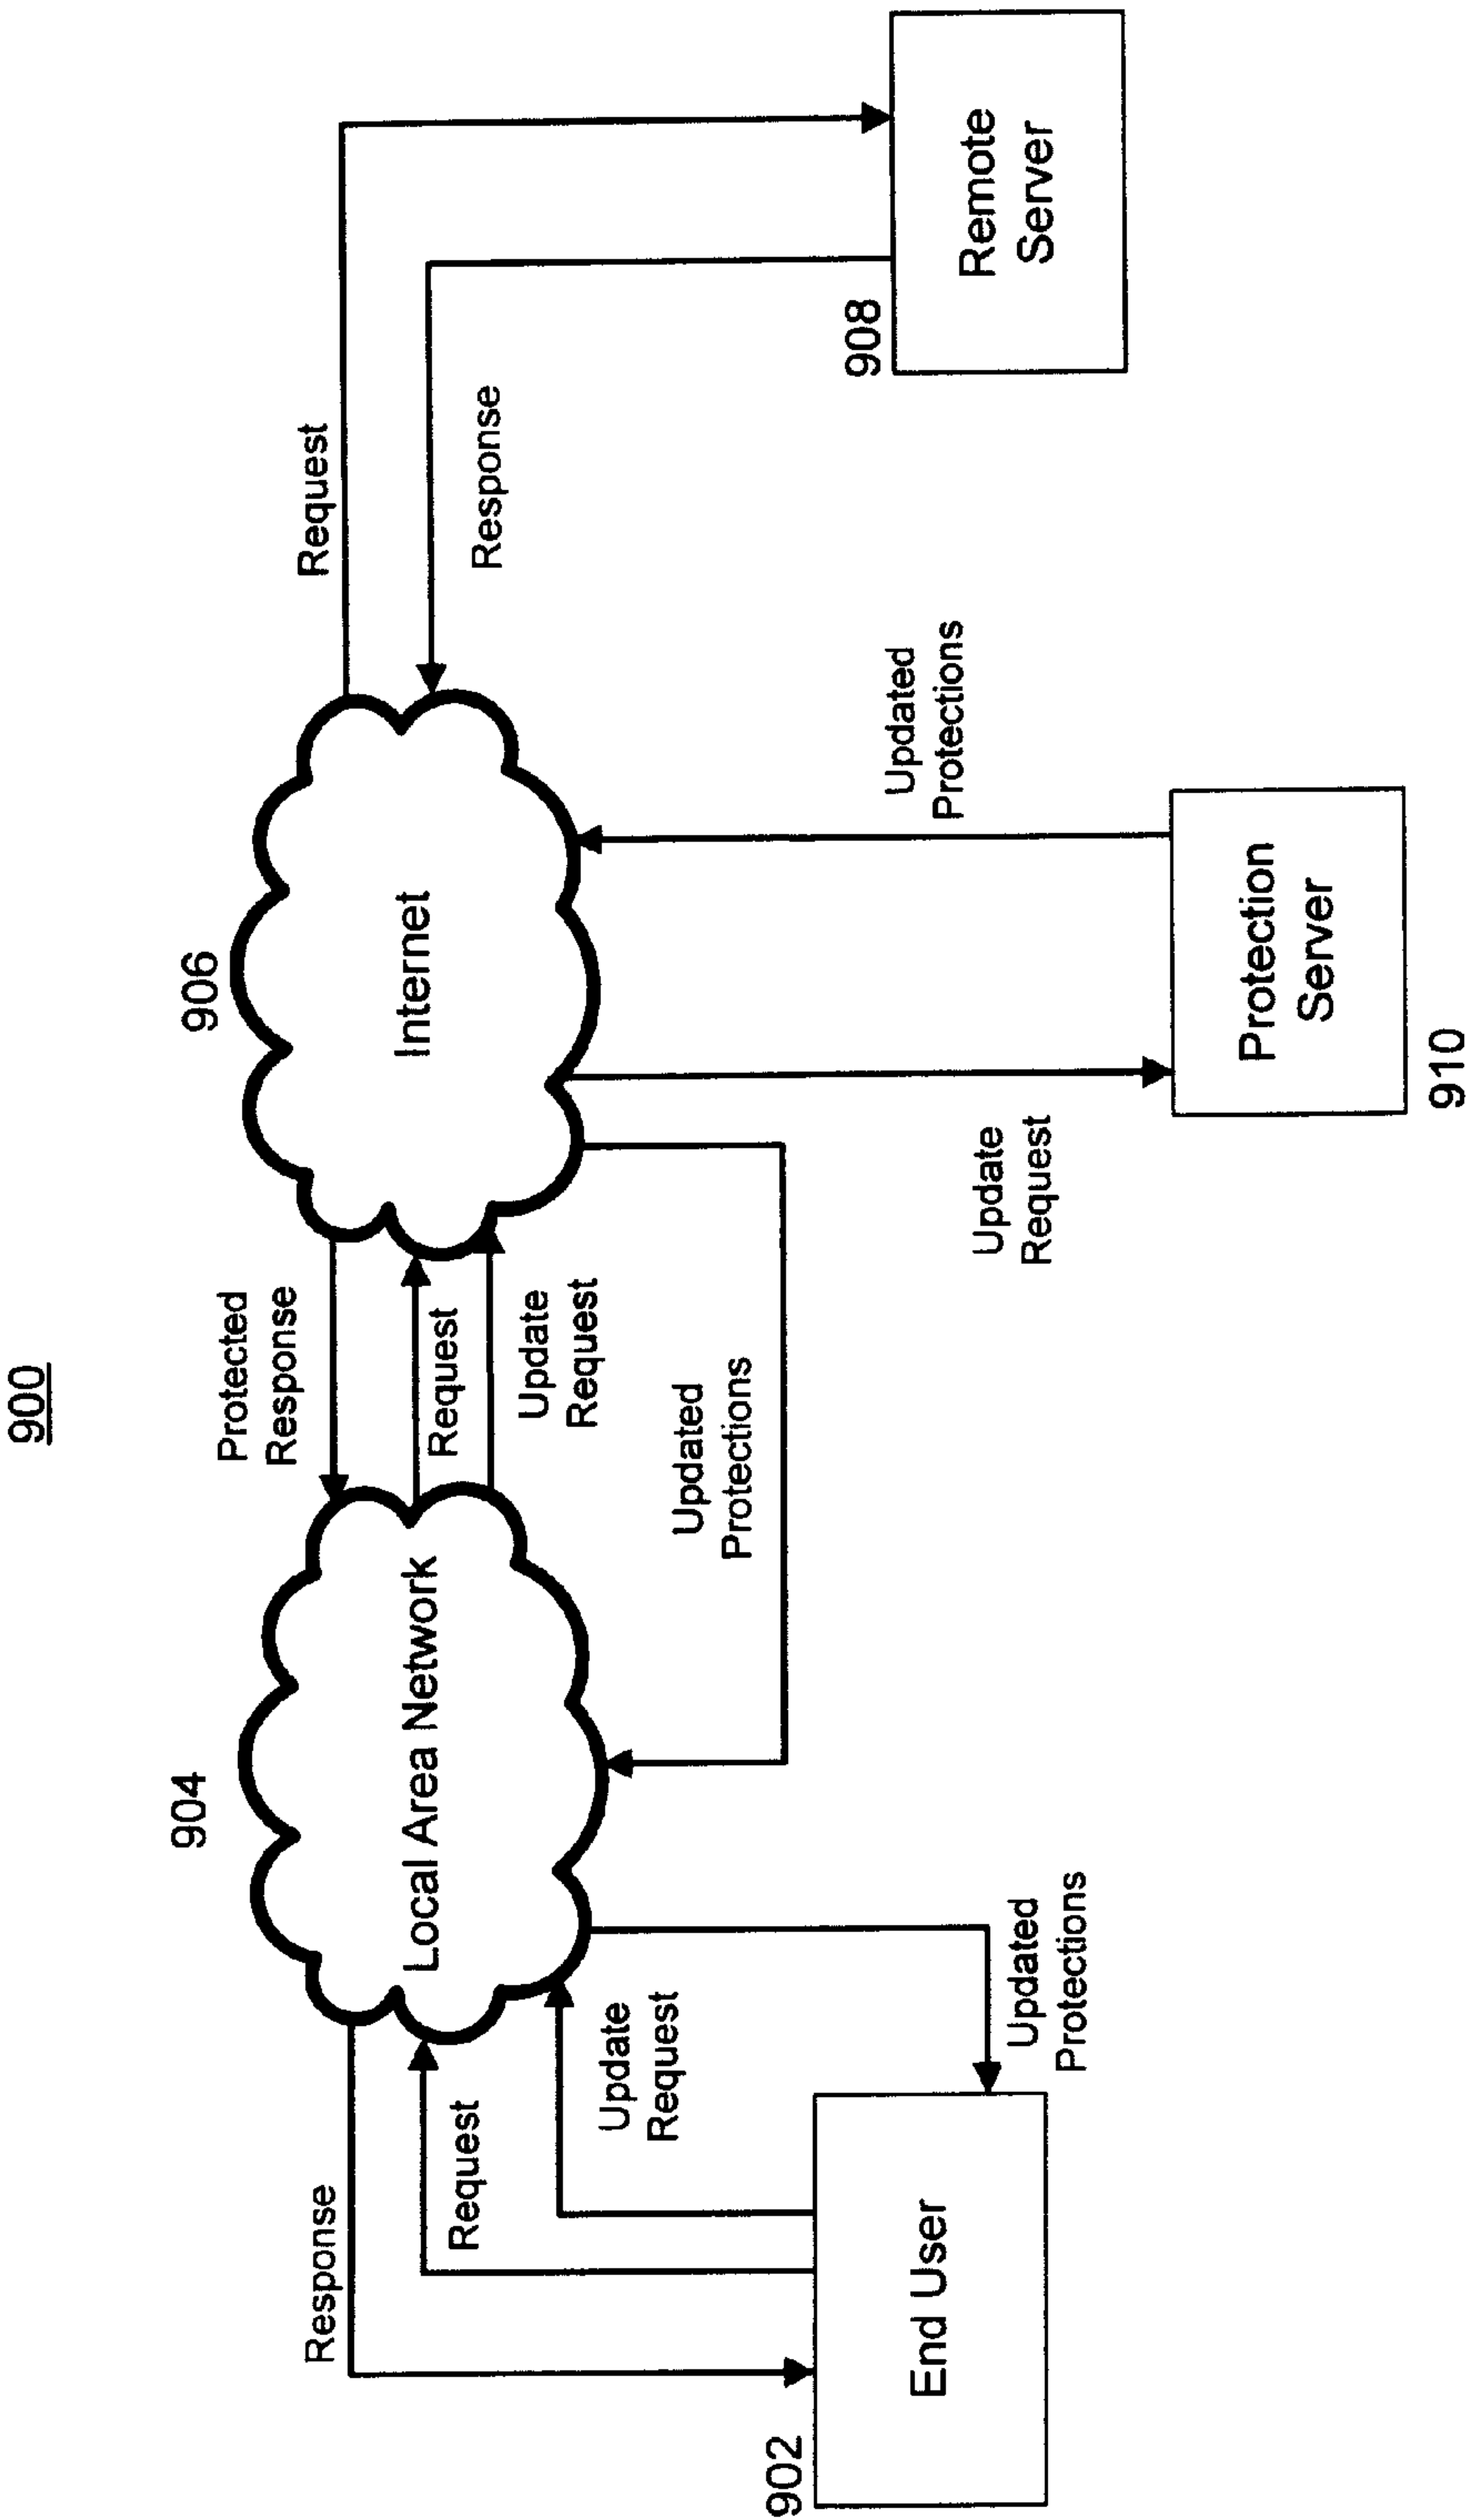 900
904
906
Response
Request
Update
Request
Local Area Network
Protected
Response
Request
Update
Request
Updated
Protections
Internet
Request
Response
902
End User
Updated
Protections
Update
Request
Updated
Protections
Protection
Server
910
908
Remote
Server